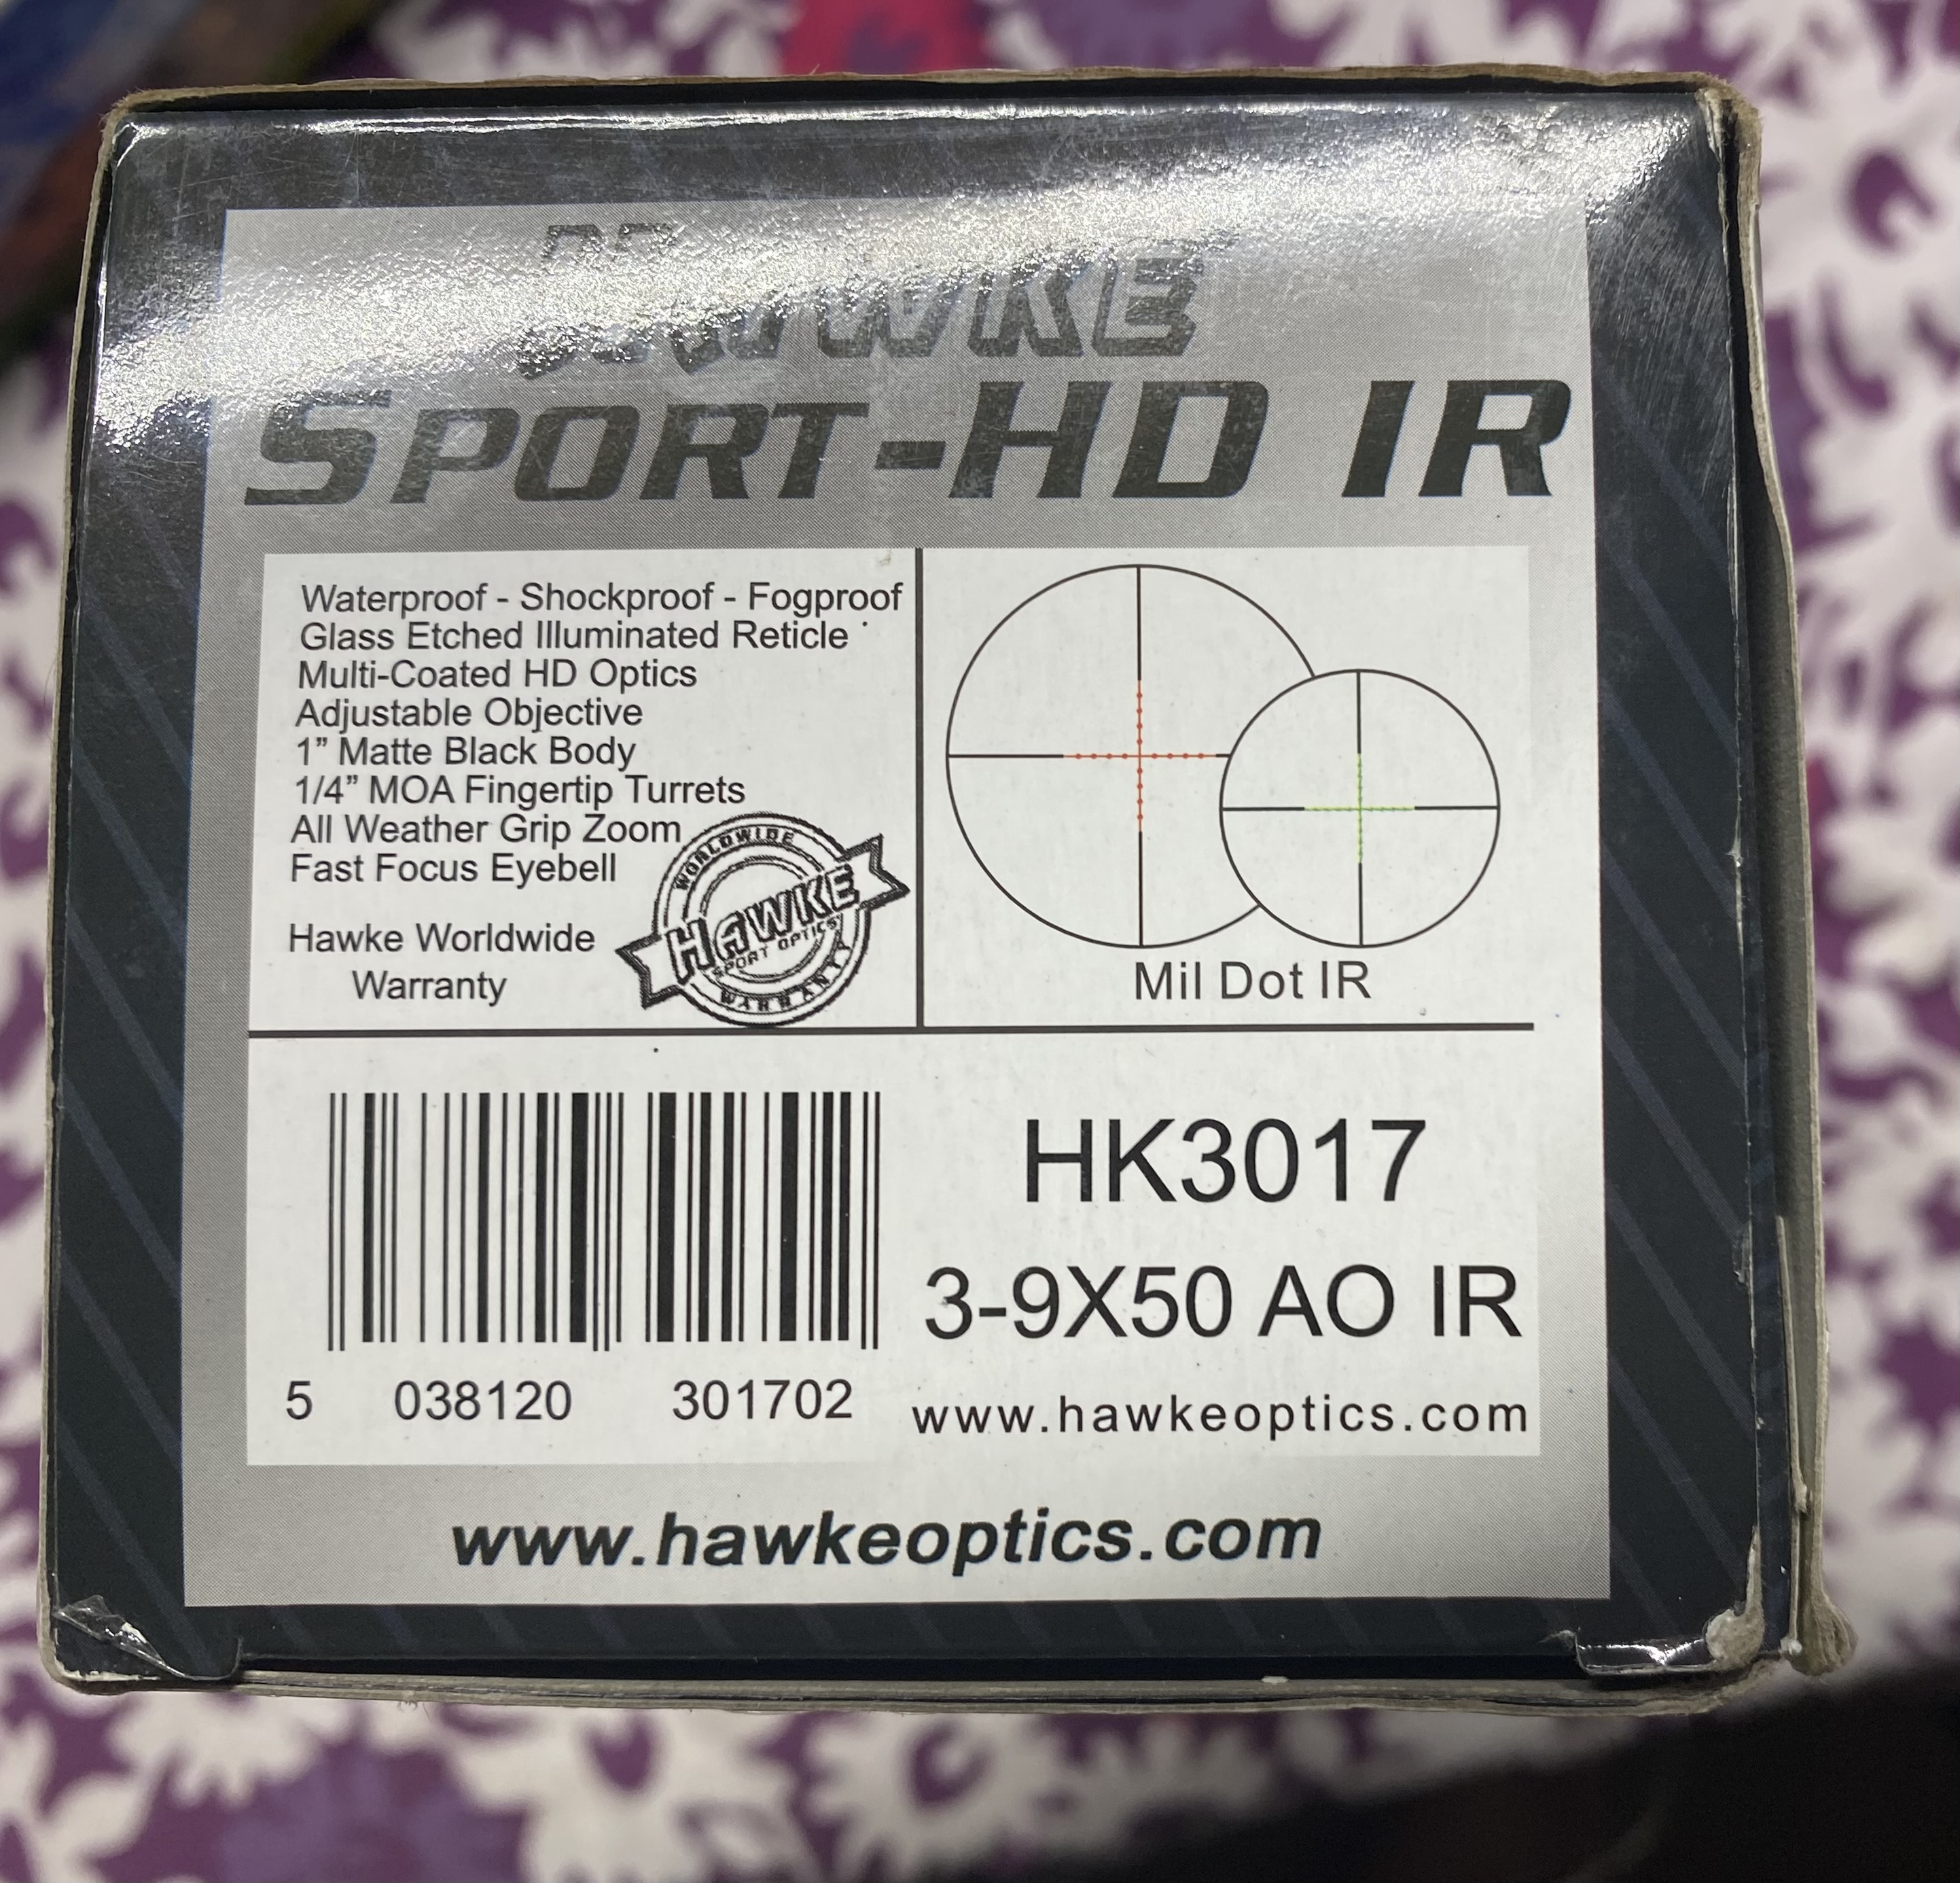 HAWKE
SPORT-HD IR
Waterproof - Shockproof - Fogproof
Glass Etched Illuminated Reticle
Multi-Coated HD Optics
Adjustable Objective
1” Matte Black Body
1/4” MOA Fingertip Turrets
All Weather Grip Zoom
Fast Focus Eyebell
Hawke Worldwide
Warranty
WORLDWIDE
HAWKE
SPORT OPTICS
WARRANTY
Mil Dot IR
HK3017
3-9X50 AO IR
5 038120 301702
www.hawkeoptics.com
www.hawkeoptics.com